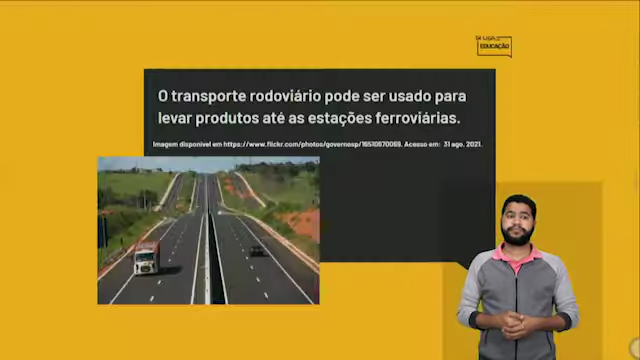 EDUCAÇÃO
O transporte rodoviário pode ser usado para
levar produtos até as estações ferroviárias.
Imagem disponível em https://www.flickr.com/photos/governosp/16510670069. Acesso em: 31 ago, 2021.